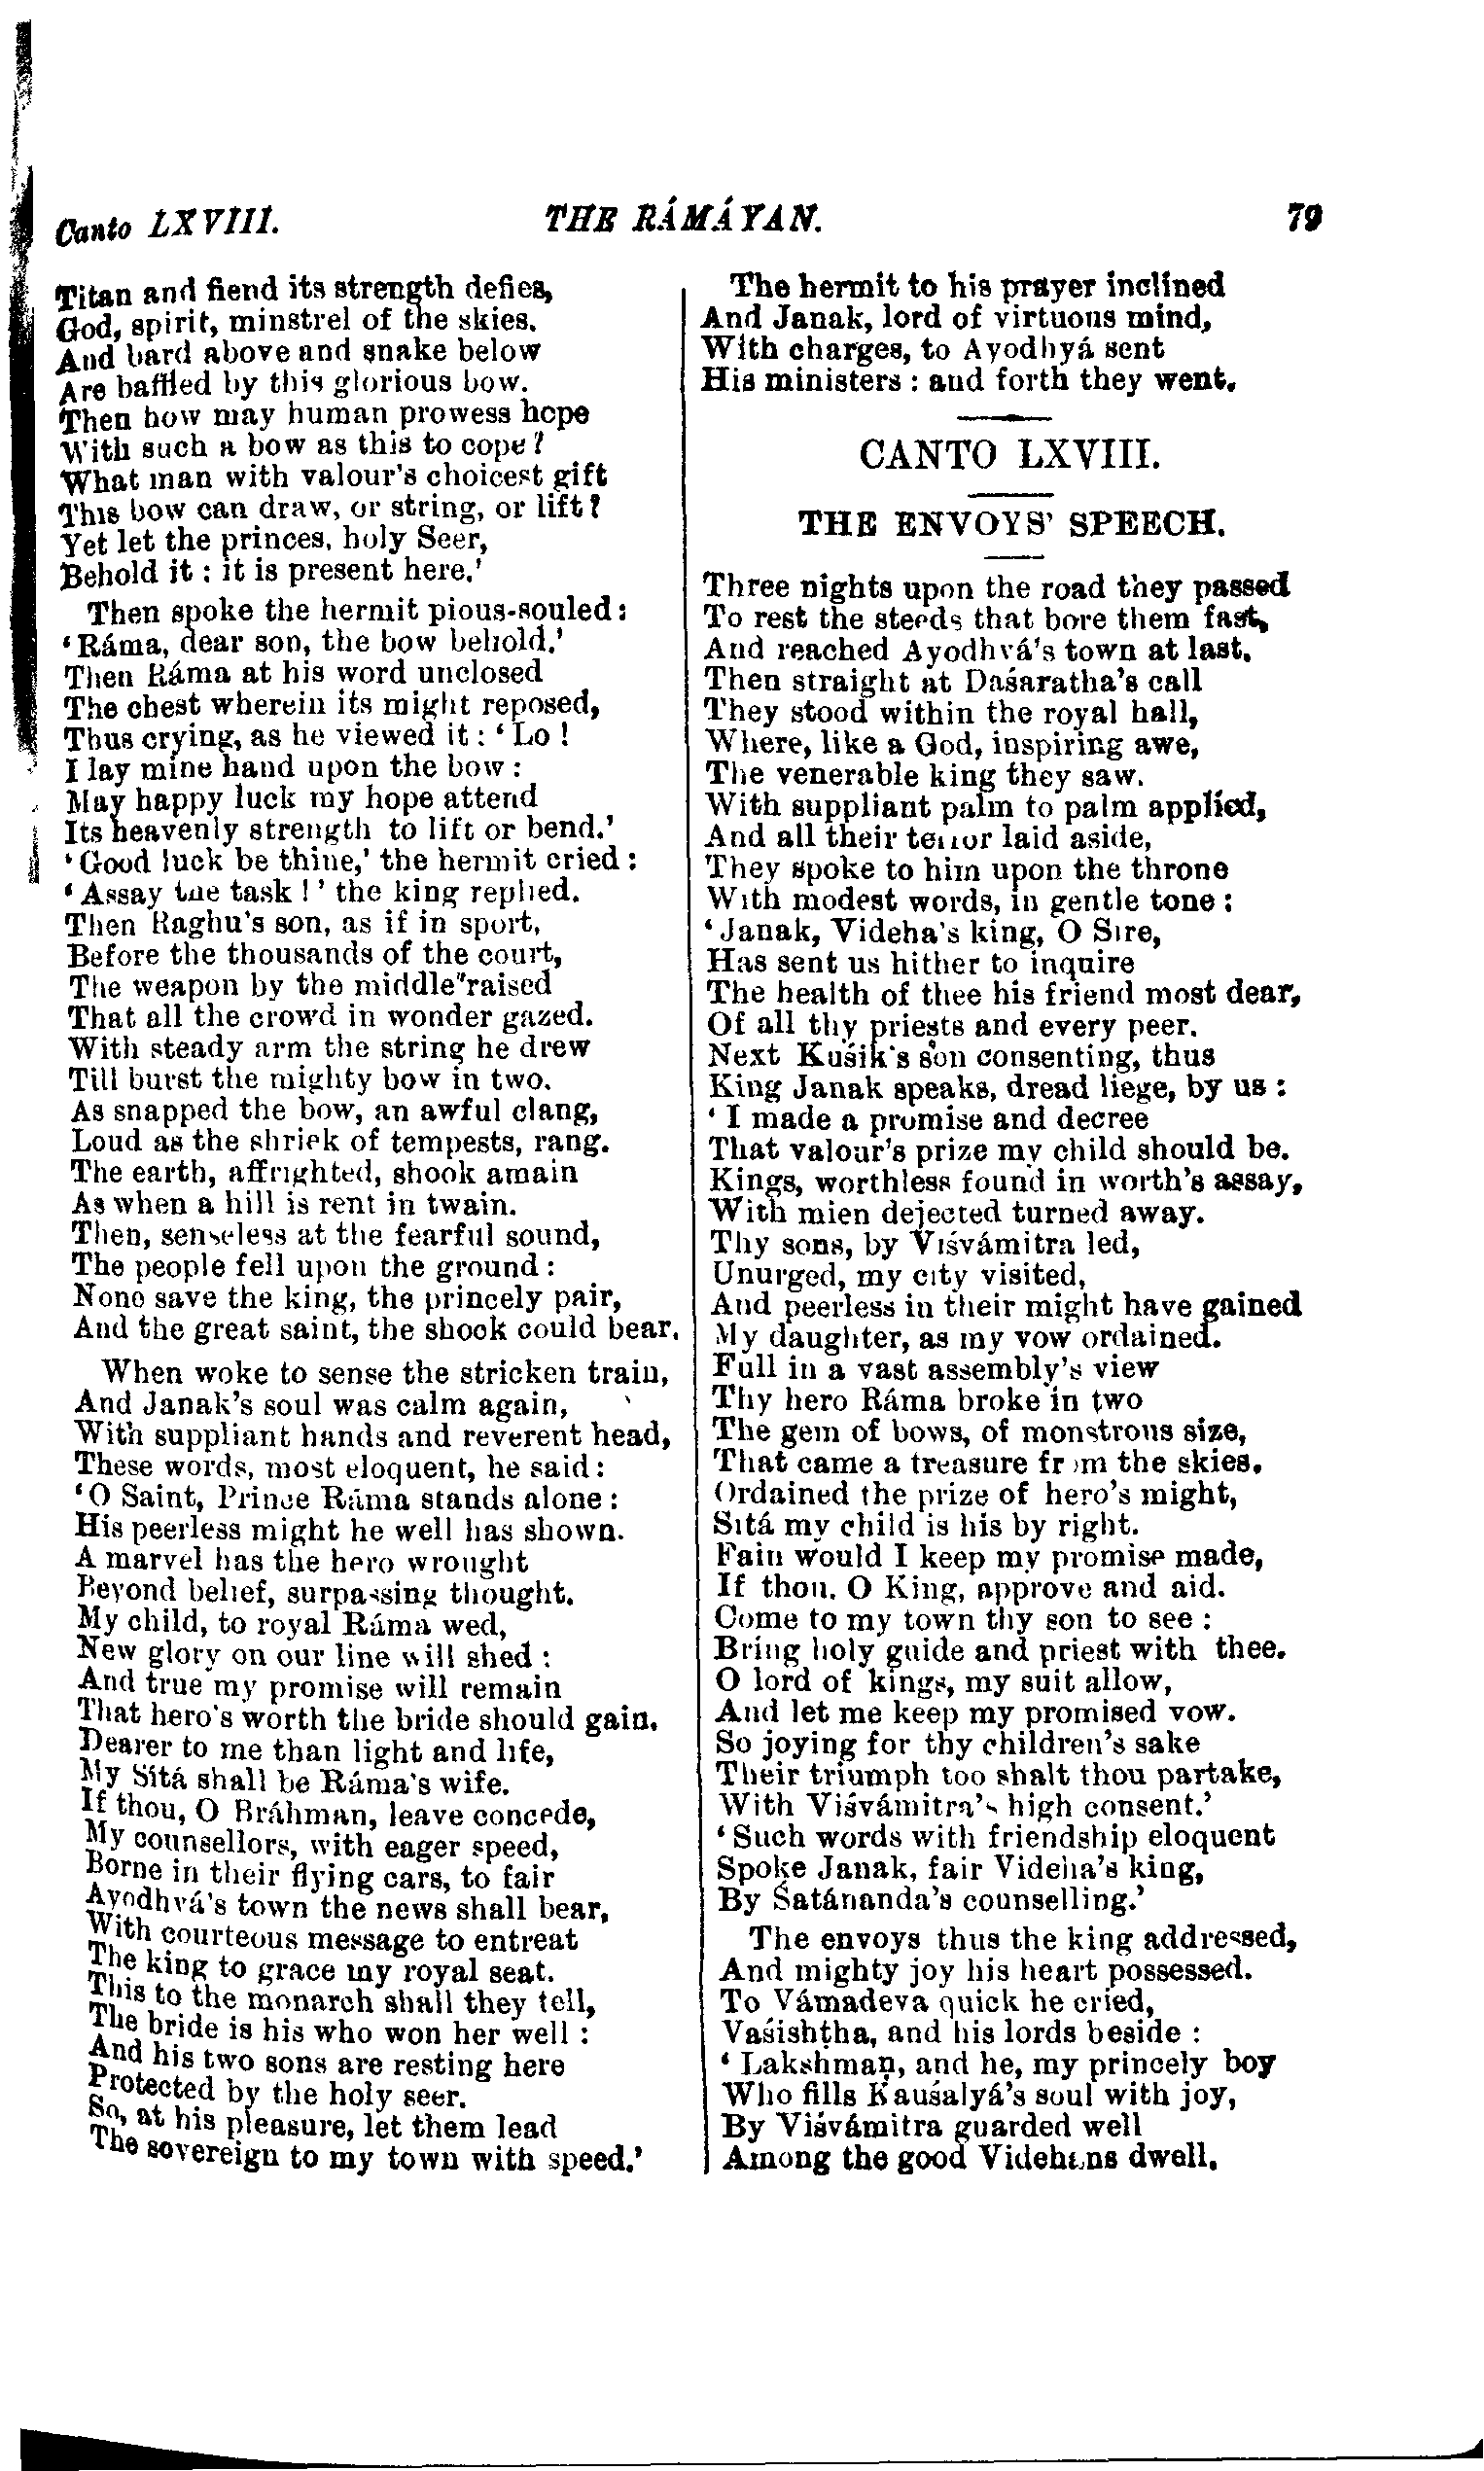 Canto LXVIII.
THE RÁMÁYAN.
79
Titan and fiend its strength defies,
God, spirit, minstrel of the skies.
And bard above and snake below
Are baffled by this glorious bow.
Then how may human prowess hope
With such a bow as this to cope?
What man with valour's choicest gift
This bow can draw, or string, or lift?
Yet let the princes, holy Seer,
Behold it : it is present here.'
Then spoke the hermit pious-souled:
'Ráma, dear son, the bow behold.'
Then Ráma at his word unclosed
The chest wherein its might reposed,
Thus crying, as he viewed it : 'Lo !
I lay mine hand upon the bow :
May happy luck my hope attend
Its heavenly strength to lift or bend.'
'Good luck be thine,' the hermit cried :
'Assay the task !' the king replied.
Then Raghu's son, as if in sport,
Before the thousands of the court,
The weapon by the middle raised
That all the crowd in wonder gazed.
With steady arm the string he drew
Till burst the mighty bow in two.
As snapped the bow, an awful clang,
Loud as the shriek of tempests, rang.
The earth, affrighted, shook amain
As when a hill is rent in twain.
Then, senseless at the fearful sound,
The people fell upon the ground :
None save the king, the princely pair,
And the great saint, the shock could bear.
When woke to sense the stricken train,
And Janak's soul was calm again,
With suppliant hands and reverent head,
These words, most eloquent, he said:
'O Saint, Prince Ráma stands alone :
His peerless might he well has shown.
A marvel has the hero wrought
Beyond belief, surpassing thought.
My child, to royal Ráma wed,
New glory on our line will shed :
And true my promise will remain
That hero's worth the bride should gain.
Dearer to me than light and life,
My Sítá shall be Ráma's wife.
If thou, O Bráhman, leave concede,
My counsellors, with eager speed,
Borne in their flying cars, to fair
Ayodhyá's town the news shall bear,
With courteous message to entreat
The king to grace my royal seat.
This to the monarch shall they tell,
The bride is his who won her well :
And his two sons are resting here
Protected by the holy seer.
So, at his pleasure, let them lead
The sovereign to my town with speed.'
The hermit to his prayer inclined
And Janak, lord of virtuous mind,
With charges, to Ayodhyá sent
His ministers : and forth they went.
CANTO LXVIII.
THE ENVOYS' SPEECH.
Three nights upon the road they passed
To rest the steeds that bore them fast,
And reached Ayodhyá's town at last.
Then straight at Daśaratha's call
They stood within the royal hall,
Where, like a God, inspiring awe,
The venerable king they saw.
With suppliant palm to palm applied,
And all their terror laid aside,
They spoke to him upon the throne
With modest words, in gentle tone :
'Janak, Videha's king, O Sire,
Has sent us hither to inquire
The health of thee his friend most dear,
Of all thy priests and every peer.
Next Kuśik's son consenting, thus
King Janak speaks, dread liege, by us :
'I made a promise and decree
That valour's prize my child should be.
Kings, worthless found in worth's assay,
With mien dejected turned away.
Thy sons, by Viśvámitra led,
Unurged, my city visited,
And peerless in their might have gained
My daughter, as my vow ordained.
Full in a vast assembly's view
Thy hero Ráma broke in two
The gem of bows, of monstrous size,
That came a treasure from the skies.
Ordained the prize of hero's might,
Sítá my child is his by right.
Fain would I keep my promise made,
If thou, O King, approve and aid.
Come to my town thy son to see :
Bring holy guide and priest with thee.
O lord of kings, my suit allow,
And let me keep my promised vow.
So joying for thy children's sake
Their triumph too shalt thou partake,
With Viśvámitra's high consent.'
'Such words with friendship eloquent
Spoke Janak, fair Videha's king,
By Śatánanda's counselling.'
The envoys thus the king addressed,
And mighty joy his heart possessed.
To Vámadeva quick he cried,
Vaśishṭha, and his lords beside :
'Lakshmaṇ, and he, my princely boy
Who fills Kauśalyá's soul with joy,
By Viśvámitra guarded well
Among the good Videhans dwell.